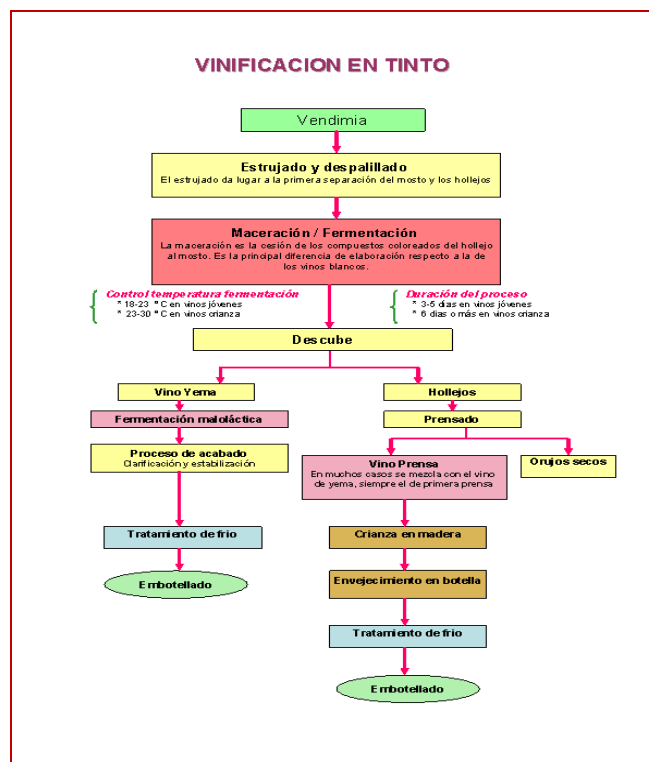 VINIFICACION EN TINTO
Vendimia
Estrujado y despalillado
El estrujado da lugar a la primera separación del mosto y los hollejos
Maceración / Fermentación
La maceración es la cesión de los compuestos coloreados del hollejo
al mosto. Es la principal diferencia de elaboración respecto a la de
los vinos blancos.
Control temperatura fermentación
* 18-23 ° C en vinos jóvenes
* 23-30 ° C en vinos crianza
Duración del proceso
* 3-5 días en vinos jóvenes
* 6 días o más en vinos crianza
Descube
Vino Yema
Hollejos
Fermentación maloláctica
Prensado
Proceso de acabado
Clarificación y estabilización
Vino Prensa
En muchos casos se mezcla con el vino
de yema, siempre el de primera prensa
Orujos secos
Tratamiento de frio
Crianza en madera
Embotellado
Envejecimiento en botella
Tratamiento de frio
Embotellado